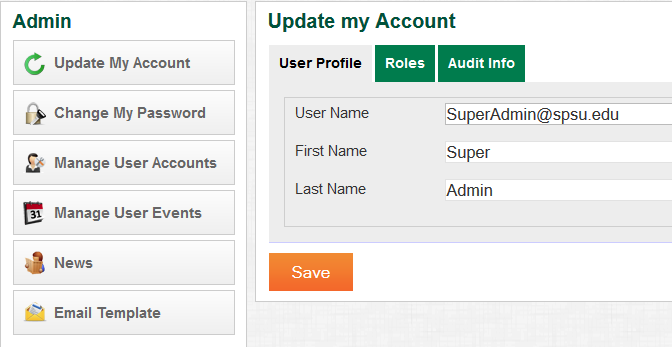 Admin
Update My Account
Change My Password
Manage User Accounts
31
Manage User Events
News
Email Template
Update my Account
User Profile Roles Audit Info
User Name SuperAdmin@spsu.edu
First Name Super
Last Name Admin
Save